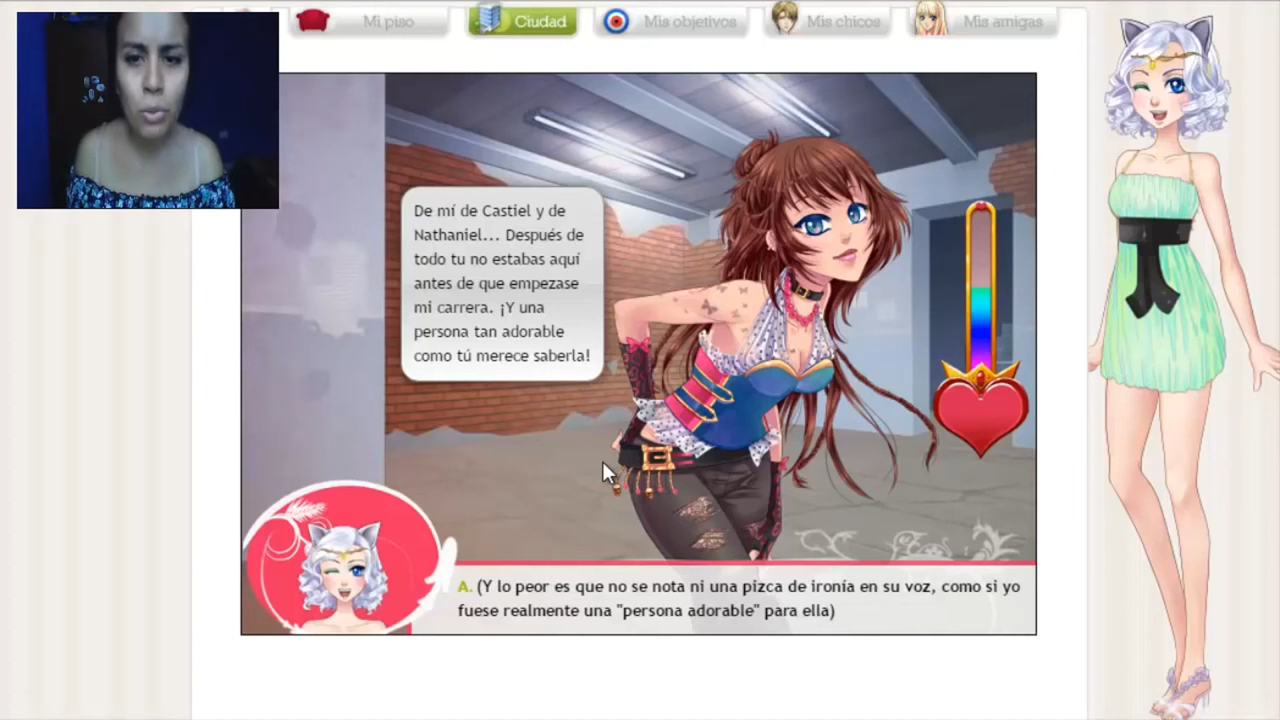 Mi piso
Ciudad
Mis objetivos
Mis chicos
Mis amigas
De mí de Castiel y de
Nathaniel... Después de
todo tu no estabas aquí
antes de que empezase
mi carrera. ¡Y una
persona tan adorable
como tú merece saberla!
A. (Y lo peor es que no se nota ni una pizca de ironía en su voz, como si yo
fuese realmente una "persona adorable" para ella)